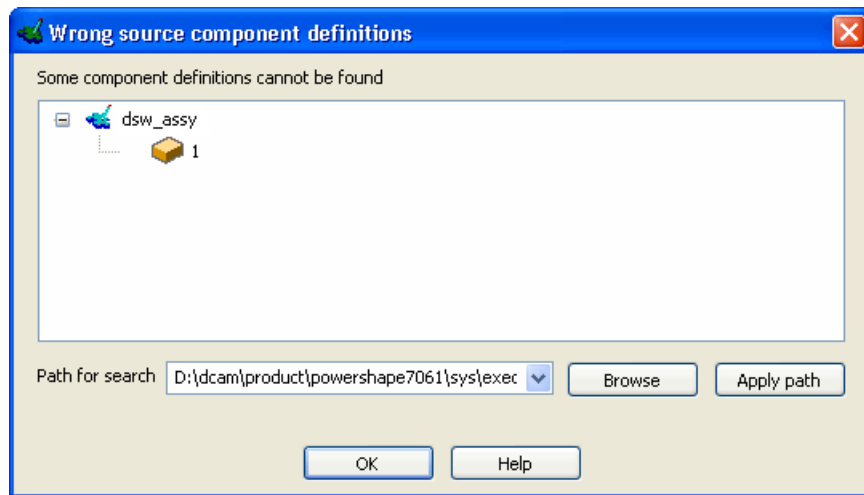 Wrong source component definitions
Some component definitions cannot be found
dsw_assy
1
Path for search D:\dcam\product\powershape7061\sys\exec Browse Apply path
OK Help